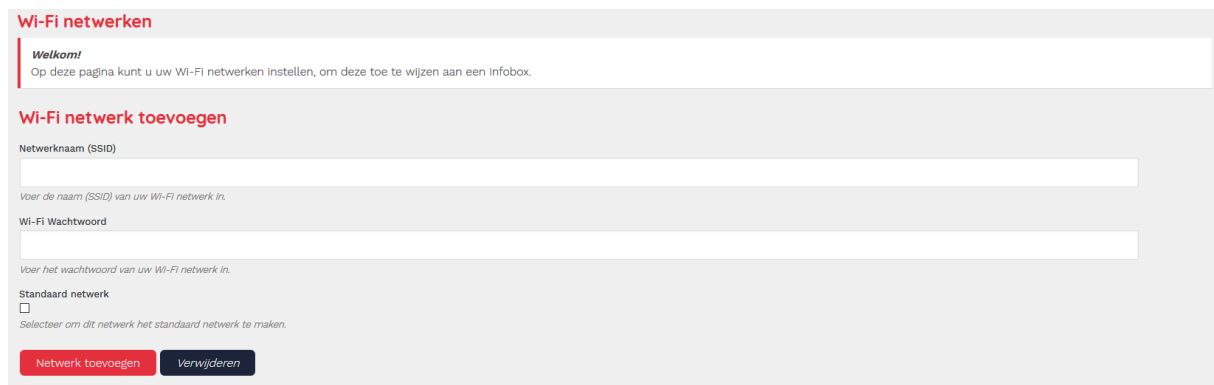 Wi-Fi netwerken
Welkom!
Op deze pagina kunt u uw Wi-Fi netwerken instellen, om deze toe te wijzen aan een Infobox.
Wi-Fi netwerk toevoegen
Netwerknaam (SSID)
Voer de naam (SSID) van uw Wi-Fi netwerk in.
Wi-Fi Wachtwoord
Voer het wachtwoord van uw Wi-Fi netwerk in.
Standaard netwerk
Selecteer om dit netwerk het standaard netwerk te maken.
Netwerk toevoegen Verwijderen